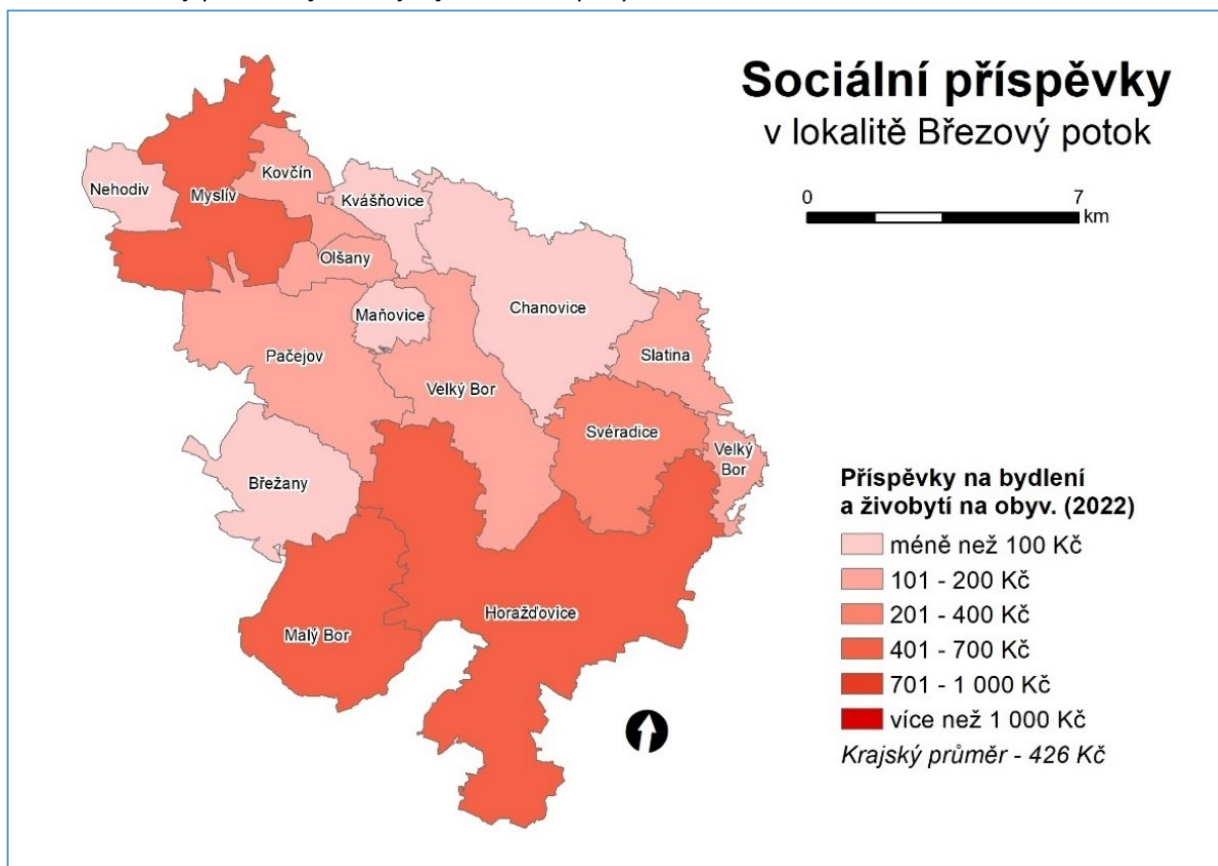 Sociální příspěvky
v lokalitě Březový potok
0 7
km
Nehodiv
Myslív
Kovčín
Kvášňovice
Olšany
Maňovice
Chanovice
Pačejov
Velký Bor
Slatina
Svéradice
Velký
Bor
Břežany
Horažďovice
Malý Bor
Příspěvky na bydlení
a živobytí na obyv. (2022)
méně než 100 Kč
101 - 200 Kč
201 - 400 Kč
401 - 700 Kč
701 - 1 000 Kč
více než 1 000 Kč
Krajský průměr - 426 Kč